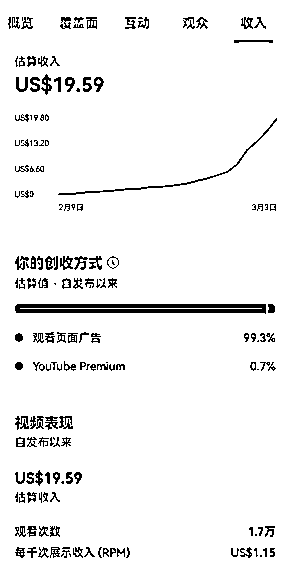 概览 覆盖面 互动 观众 收入
估算收入
US$19.59
US$19.80
US$13.20
US$6.60
US$0
2月9日 3月3日
你的创收方式
估算值 · 自发布以来
观看页面广告 99.3%
YouTube Premium 0.7%
视频表现
自发布以来
US$19.59
估算收入
观看次数 1.7万
每千次展示收入 (RPM) US$1.15